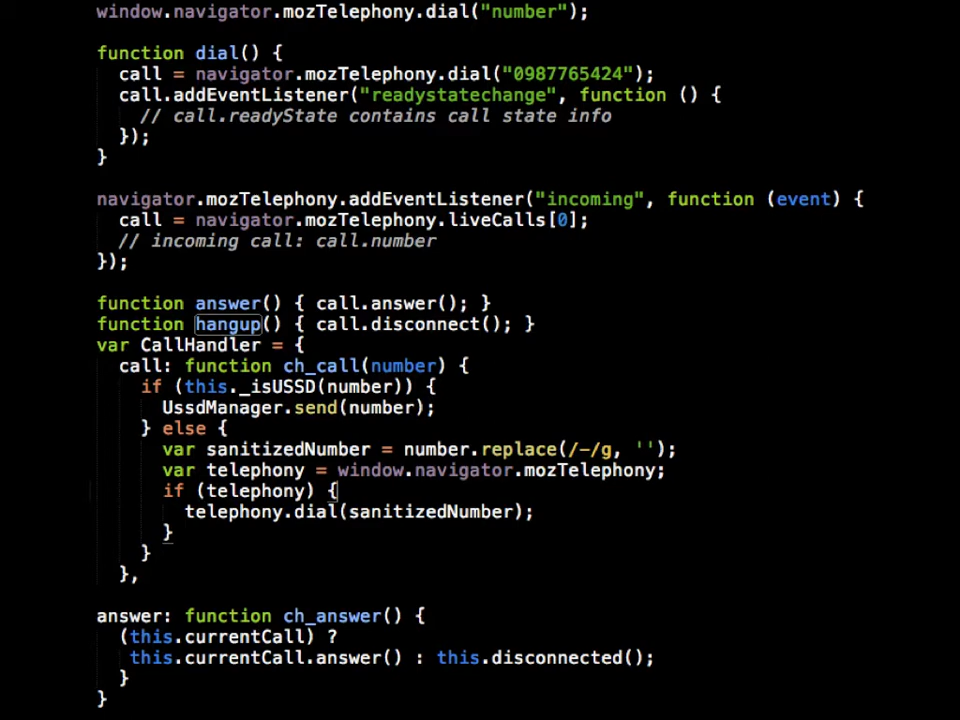 window.navigator.mozTelephony.dial("number");

function dial() {
  call = navigator.mozTelephony.dial("0987765424");
  call.addEventListener("readystatechange", function () {
    // call.readyState contains call state info
  });
}

navigator.mozTelephony.addEventListener("incoming", function (event) {
  call = navigator.mozTelephony.liveCalls[0];
  // incoming call: call.number
});

function answer() { call.answer(); }
function hangup() { call.disconnect(); }
var CallHandler = {
  call: function ch_call(number) {
    if (this._isUSSD(number)) {
      UssdManager.send(number);
    } else {
      var sanitizedNumber = number.replace(/-/g, '');
      var telephony = window.navigator.mozTelephony;
      if (telephony) {
        telephony.dial(sanitizedNumber);
      }
    }
  },

answer: function ch_answer() {
  (this.currentCall) ?
   this.currentCall.answer() : this.disconnected();
  }
}